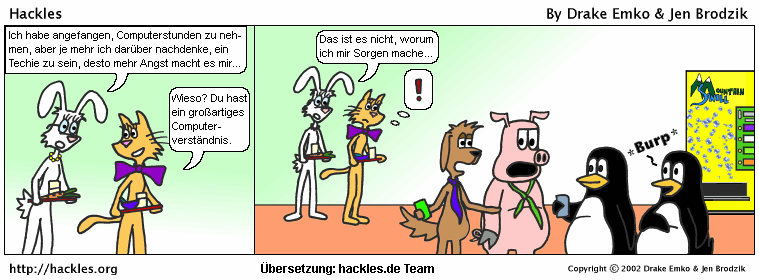 Hackles
By Drake Emko & Jen Brodzik
Ich habe angefangen, Computerstunden zu neh-
men, aber je mehr ich darüber nachdenke, ein
Techie zu sein, desto mehr Angst macht es mir...
Wieso? Du hast
ein großartiges
Computer-
verständnis.
Das ist es nicht, worum
ich mir Sorgen mache...
!
*Burp*
http://hackles.org
Übersetzung: hackles.de Team
Copyright © 2002 Drake Emko & Jen Brodzik